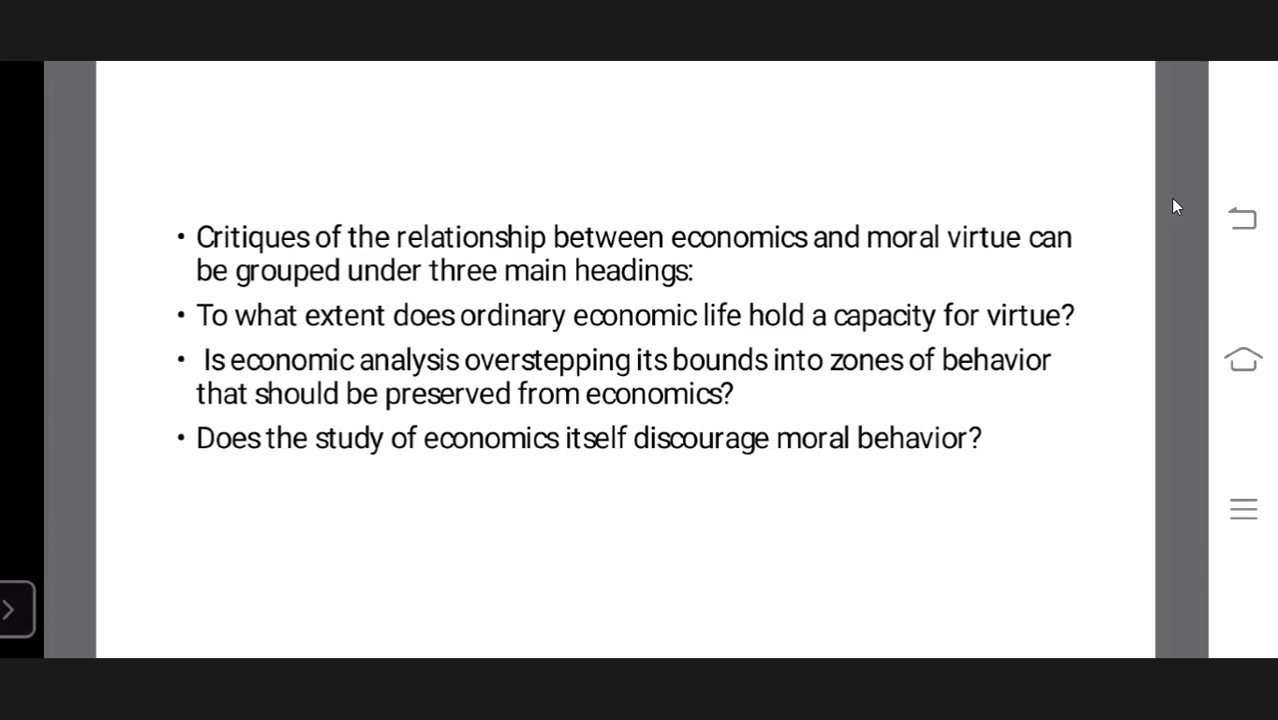 • Critiques of the relationship between economics and moral virtue can
be grouped under three main headings:
• To what extent does ordinary economic life hold a capacity for virtue?
• Is economic analysis overstepping its bounds into zones of behavior
that should be preserved from economics?
• Does the study of economics itself discourage moral behavior?